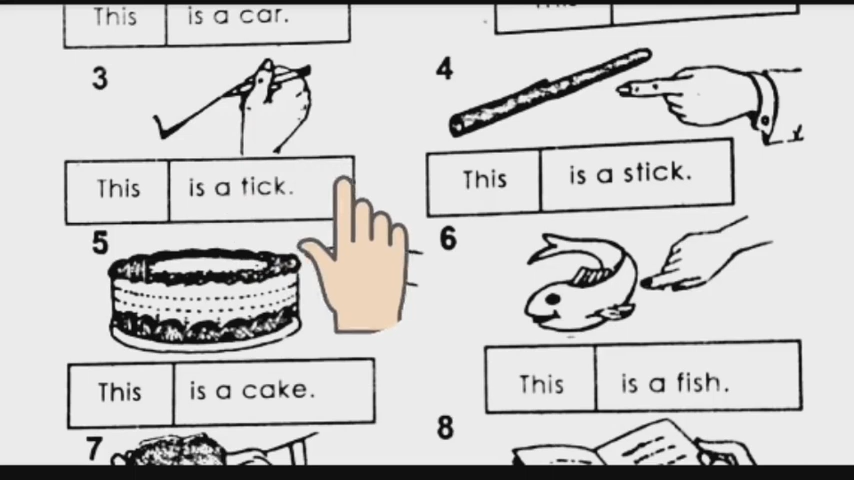 This is a car.
This
3
4
This is a tick.
This is a stick.
5
6
This is a cake.
This is a fish.
7
8